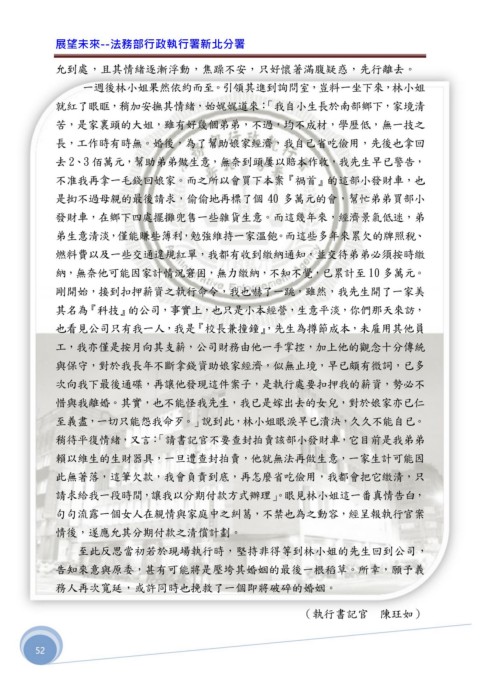 展望未來--法務部行政執行署新北分署
允到處，且其情緒逐漸浮動，焦躁不安，只好懷著滿腹疑惑，先行離去。
一週後林小姐果然依約而至。引領其進到詢問室，豈料一坐下來，林小姐
就紅了眼眶，稍加安撫其情緒，始娓娓道來：「我自小生長於南部鄉下，家境清
苦，是家裏頭的大姐，雖有好幾個弟弟，不過，均不成材，學歷低，無一技之
長，工作時有時無。婚後，為了幫助娘家經濟，我自己省吃儉用，先後也拿回
去2、3佰萬元，幫助弟弟做生意，無奈到頭屢以賠本作收，我先生早已警告，
不准我再拿一毛錢回娘家。而之所以會買下本案『禍首』的這部小發財車，也
是拗不過母親的最後請求，偷偷地再標了個 40 多萬元的會，幫忙弟弟買部小
發財車，在鄉下四處擺攤兜售一些雜貨生意。而這幾年來，經濟景氣低迷，弟
弟生意清淡，僅能賺些薄利，勉強維持一家溫飽。而這些多年來累欠的牌照稅、
燃料費以及一些交通違規紅單，我都有收到繳納通知，並交待弟弟必須按時繳
納，無奈他可能因家計情況窘困，無力繳納，不知不覺，已累計至 10 多萬元。
剛開始，接到扣押薪資之執行命令，我也嚇了一跳，雖然，我先生開了一家美
其名為『科技』的公司，事實上，也只是小本經營，生意平淡，你們那天來訪，
也看見公司只有我一人，我是『校長兼撞鐘』，先生為撙節成本，未雇用其他員
工，我亦僅是按月向其支薪，公司財務由他一手掌控，加上他的觀念十分傳統
與保守，對於我長年不斷拿錢資助娘家經濟，似無止境，早已頗有微詞，已多
次向我下最後通碟，再讓他發現這件案子，是執行處要扣押我的薪資，勢必不
惜與我離婚。其實，也不能怪我先生，我已是嫁出去的女兒，對於娘家亦已仁
至義盡，一切只能怨我命歹。」說到此，林小姐眼淚早已潰決，久久不能自已。
稍待平復情緒，又言：「請書記官不要查封拍賣該部小發財車，它目前是我弟弟
賴以維生的生財器具，一旦遭查封拍賣，他就無法再做生意，一家生計可能因
此無著落，這筆欠款，我會負責到底，再怎麼省吃儉用，我都會把它繳清，只
請求給我一段時間，讓我以分期付款方式辦理」。眼見林小姐這一番真情告白，
句句流露一個女人在親情與家庭中之糾葛，不禁也為之動容，經呈報執行官案
情後，遂應允其分期付款之清償計劃。
至此反思當初若於現場執行時，堅持非得等到林小姐的先生回到公司，
告知來意與原委，甚有可能將是壓垮其婚姻的最後一根稻草。所幸，願予義
務人再次寬延，或許同時也挽救了一個即將破碎的婚姻。
（執行書記官　陳玨如）
52